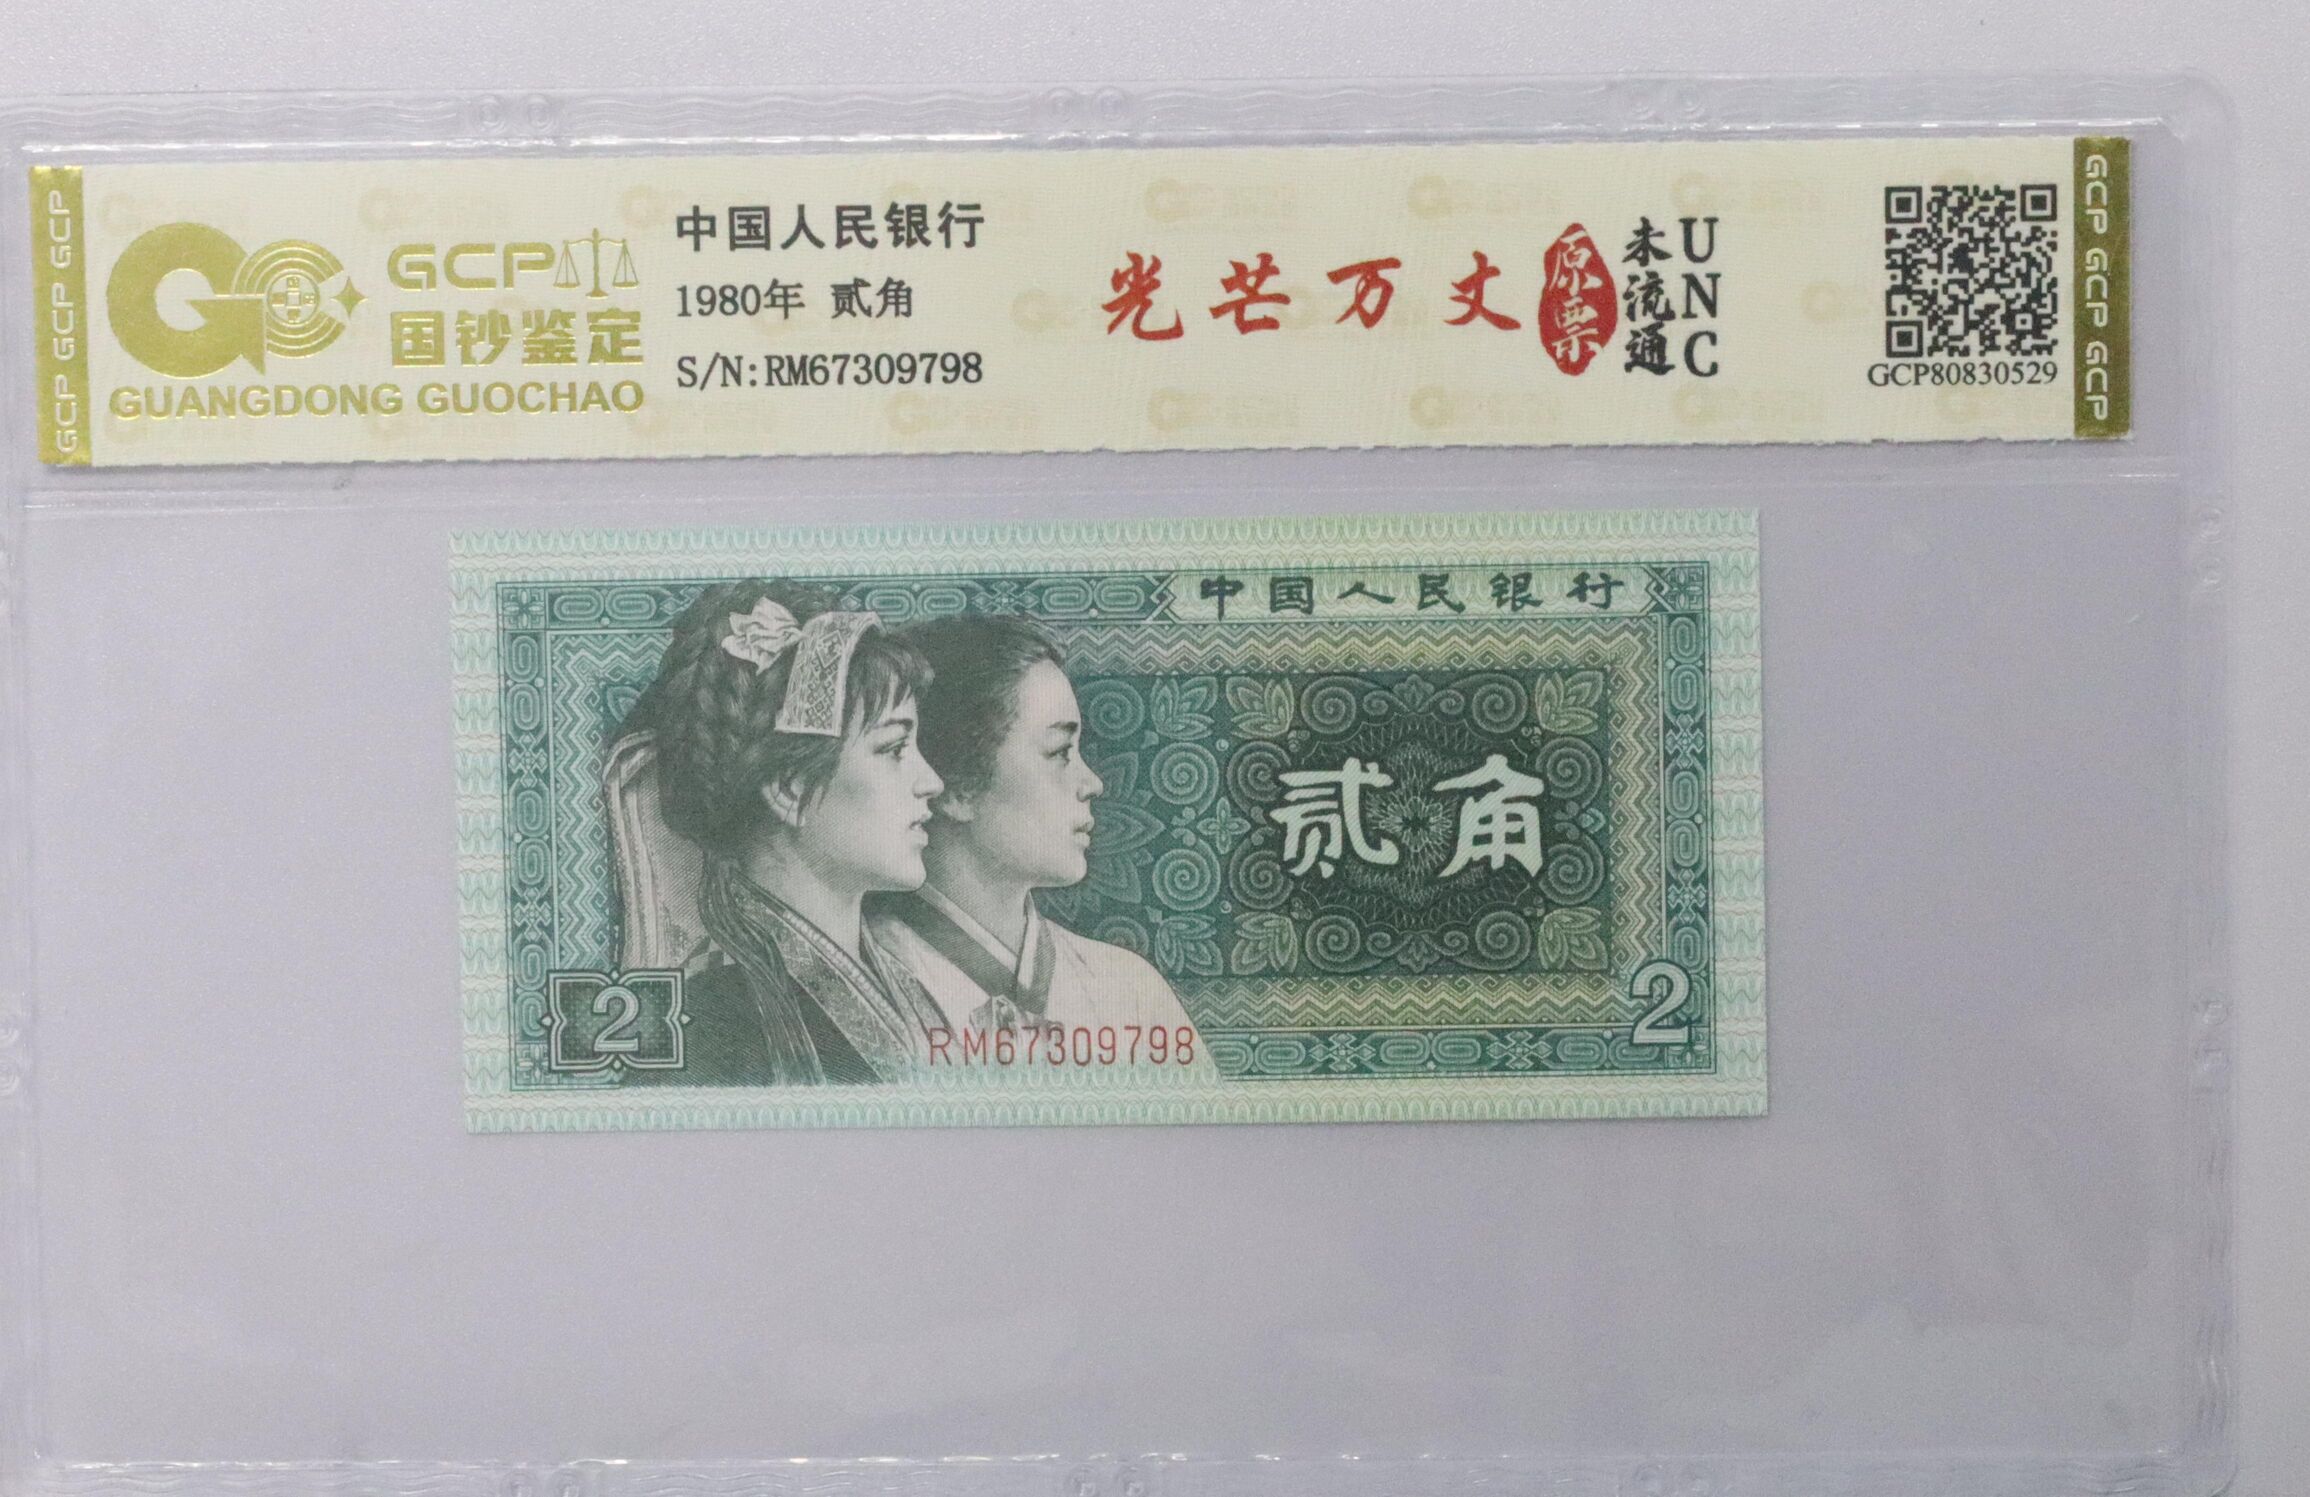 GCP GCP GCP
GCP
国钞鉴定
GUANGDONG GUOCHAO
中国人民银行
1980年 贰角
S/N:RM67309798
光芒万丈
原票
未流通
UNC
GCP80830529
GCP GCP GCP
中国人民银行
贰角
2
2
RM67309798